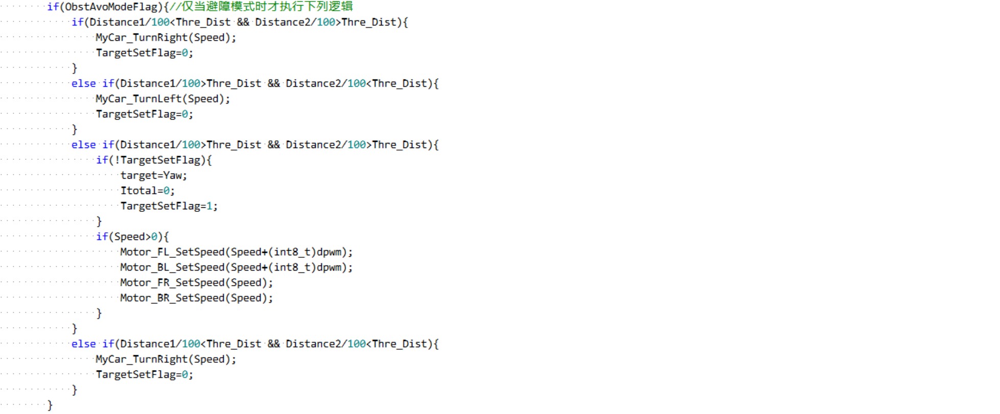 if(ObstAvoModeFlag){//仅当避障模式时才执行下列逻辑
if(Distance1/100<Thre_Dist && Distance2/100>Thre_Dist){
MyCar_TurnRight(Speed);
TargetSetFlag=0;
}
else if(Distance1/100>Thre_Dist && Distance2/100<Thre_Dist){
MyCar_TurnLeft(Speed);
TargetSetFlag=0;
}
else if(Distance1/100>Thre_Dist && Distance2/100>Thre_Dist){
if(!TargetSetFlag){
target=Yaw;
Itotal=0;
TargetSetFlag=1;
}
if(Speed>0){
Motor_FL_SetSpeed(Speed+(int8_t)dpwm);
Motor_BL_SetSpeed(Speed+(int8_t)dpwm);
Motor_FR_SetSpeed(Speed);
Motor_BR_SetSpeed(Speed);
}
}
else if(Distance1/100<Thre_Dist && Distance2/100<Thre_Dist){
MyCar_TurnRight(Speed);
TargetSetFlag=0;
}
}